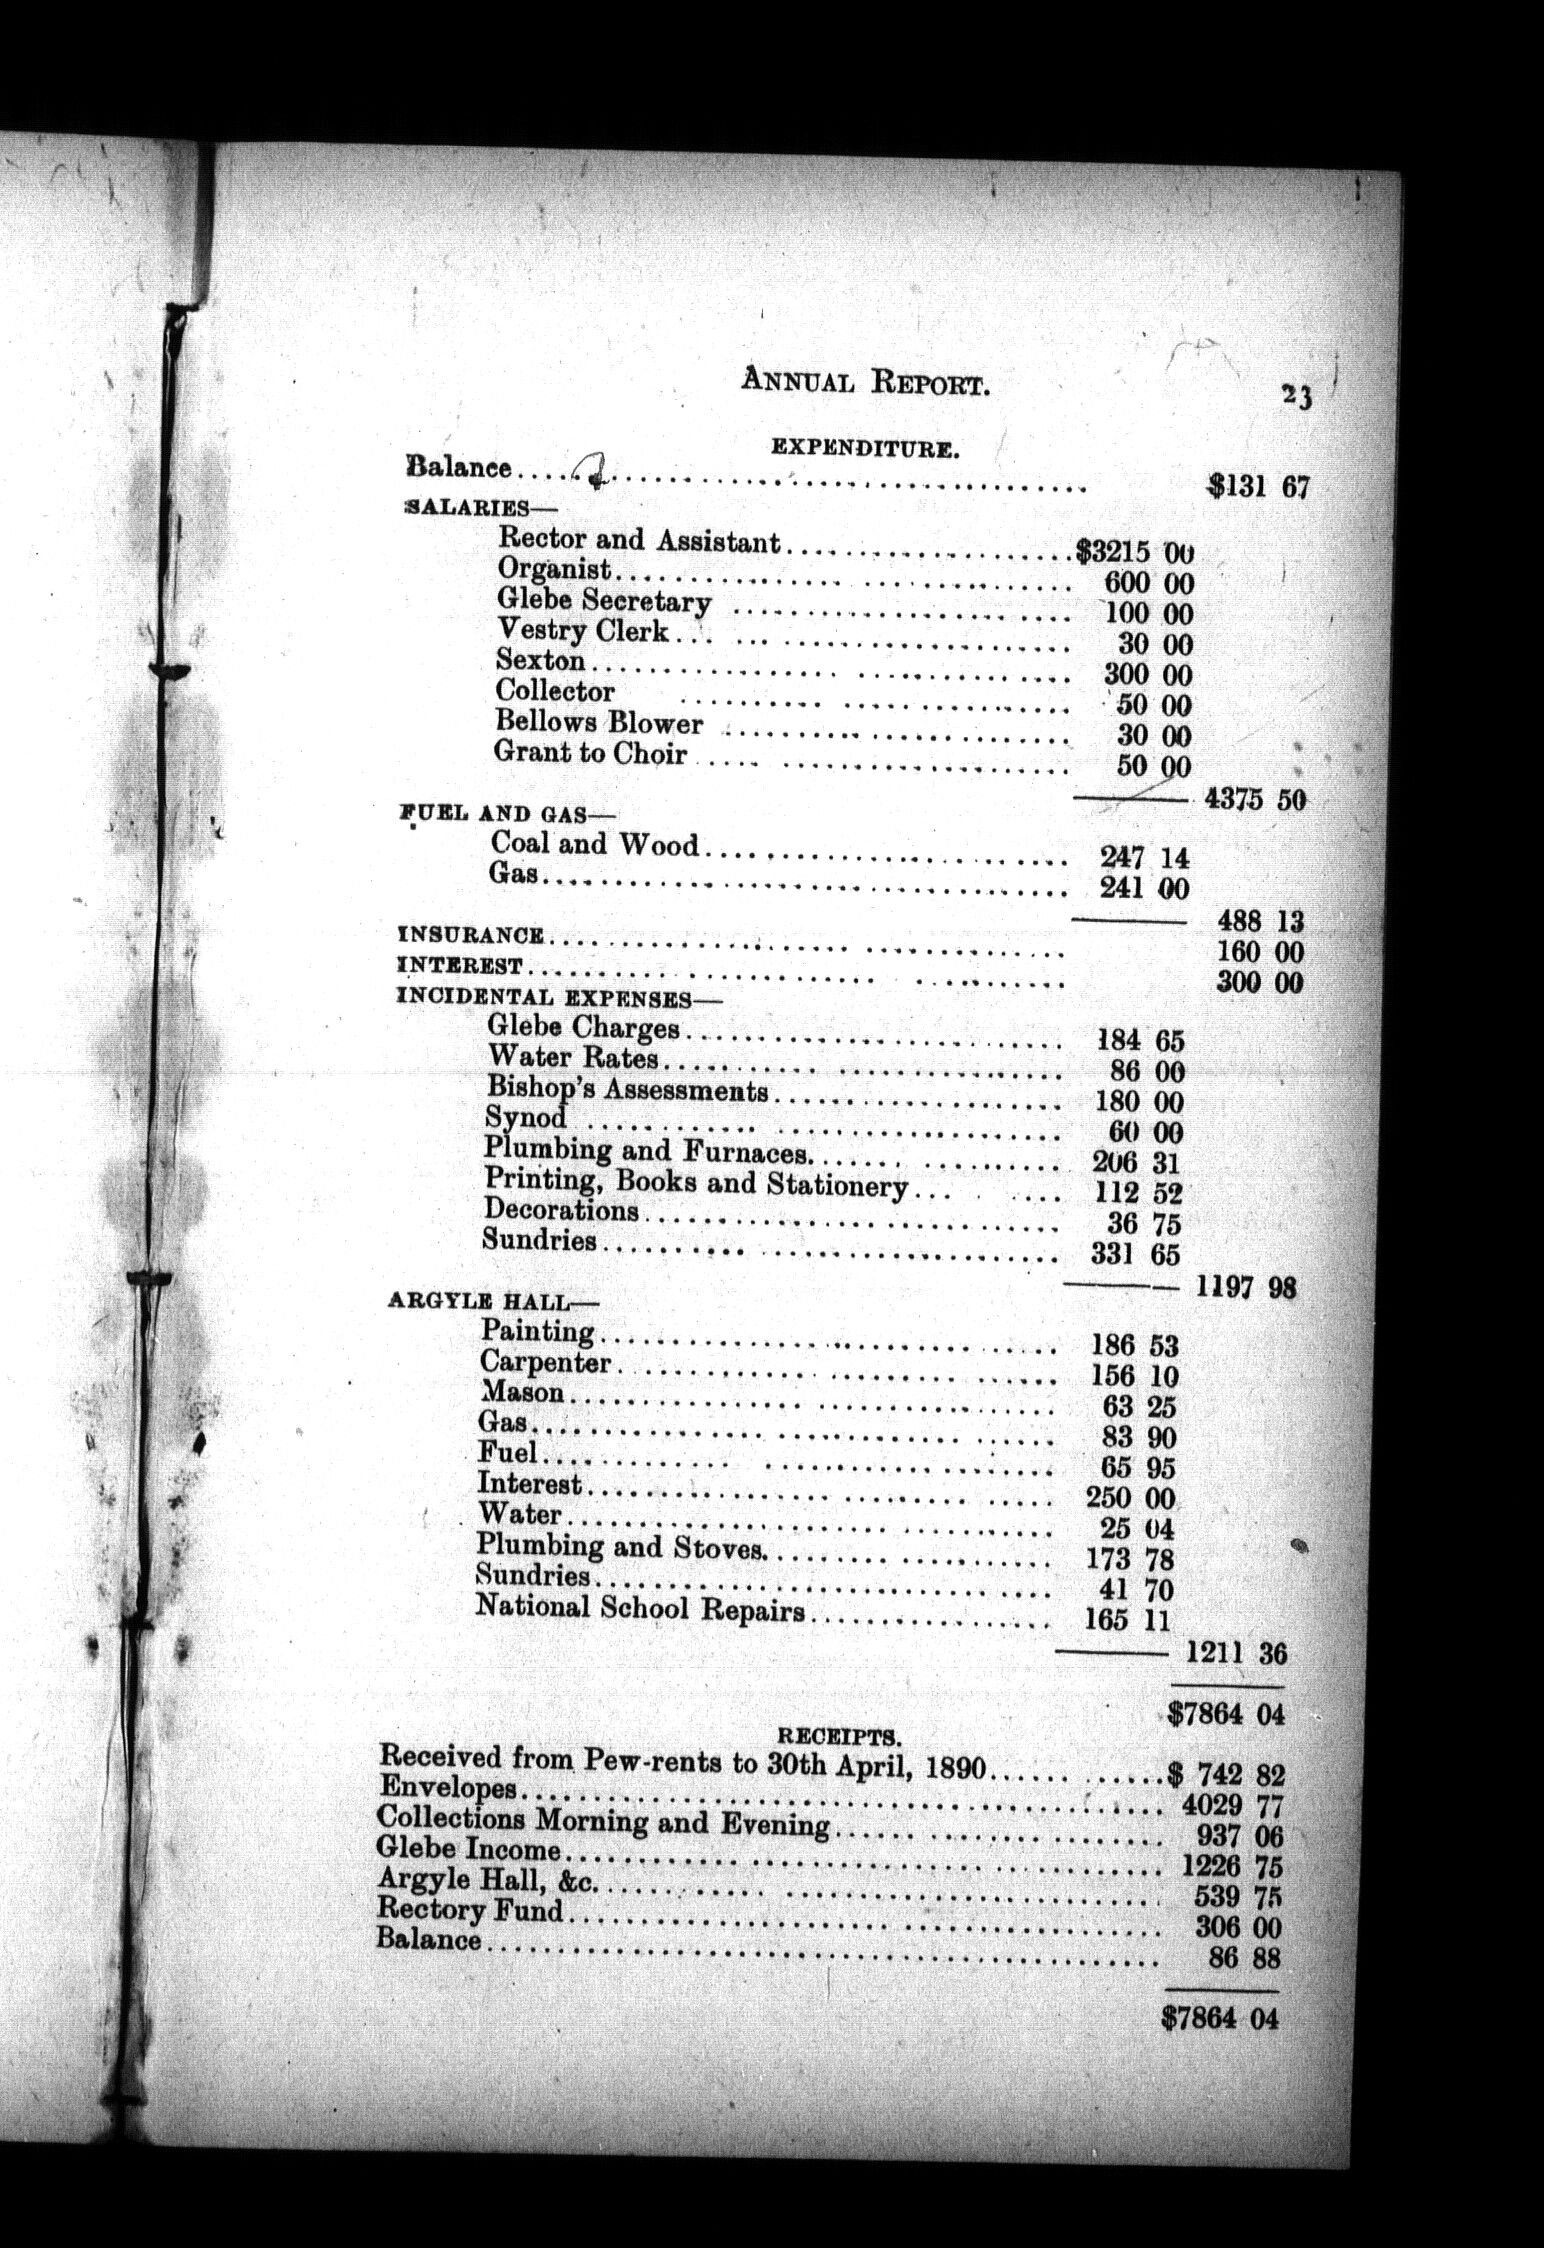 ANNUAL REPORT. 23
EXPENDITURE.
Balance........................................ $131 67
SALARIES—
Rector and Assistant....................$3215 00
Organist.............................. 600 00
Glebe Secretary ...................... 100 00
Vestry Clerk.......................... 30 00
Sexton................................ 300 00
Collector ............................ 50 00
Bellows Blower ....................... 30 00
Grant to Choir ....................... 50 00
——— 4375 50
FUEL AND GAS—
Coal and Wood......................... 247 14
Gas................................... 241 00
——— 488 13
INSURANCE.................................. 160 00
INTEREST................................... 300 00
INCIDENTAL EXPENSES—
Glebe Charges......................... 184 65
Water Rates........................... 86 00
Bishop's Assessments.................. 180 00
Synod ................................ 60 00
Plumbing and Furnaces................. 206 31
Printing, Books and Stationery........ 112 52
Decorations........................... 36 75
Sundries.............................. 331 65
——— 1197 98
ARGYLE HALL—
Painting.............................. 186 53
Carpenter............................. 156 10
Mason................................. 63 25
Gas................................... 83 90
Fuel.................................. 65 95
Interest.............................. 250 00
Water................................. 25 04
Plumbing and Stoves................... 173 78
Sundries.............................. 41 70
National School Repairs............... 165 11
——— 1211 36
$7864 04
RECEIPTS.
Received from Pew-rents to 30th April, 1890............$ 742 82
Envelopes.......................................... 4029 77
Collections Morning and Evening.................... 937 06
Glebe Income....................................... 1226 75
Argyle Hall, &c.................................... 539 75
Rectory Fund....................................... 306 00
Balance............................................ 86 88
$7864 04